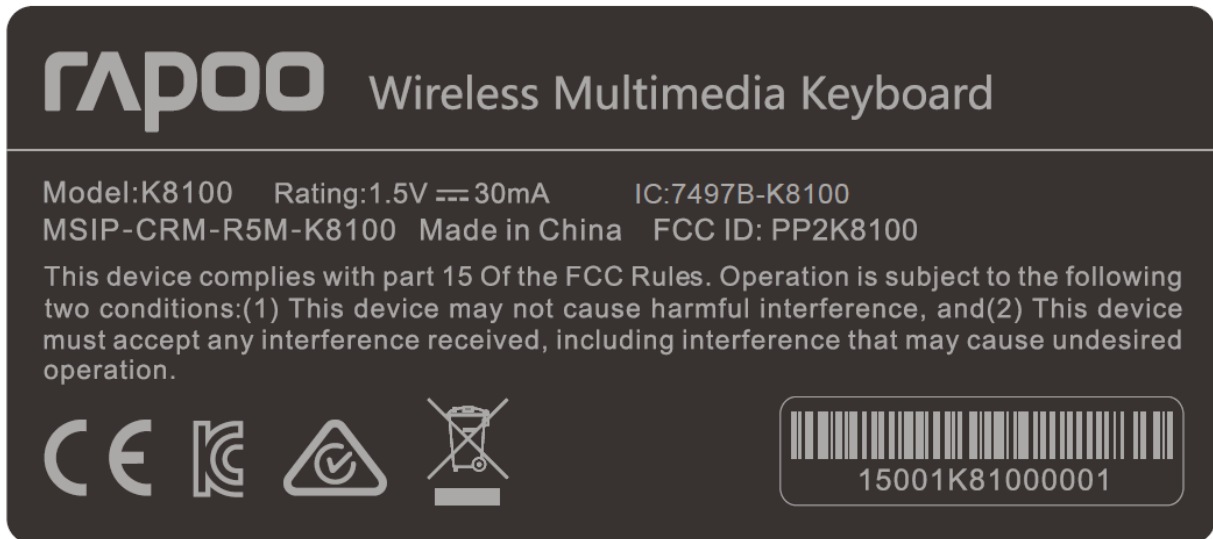 rapoo Wireless Multimedia Keyboard
Model:K8100 Rating:1.5V ⎓ 30mA IC:7497B-K8100
MSIP-CRM-R5M-K8100 Made in China FCC ID: PP2K8100
This device complies with part 15 Of the FCC Rules. Operation is subject to the following
two conditions:(1) This device may not cause harmful interference, and(2) This device
must accept any interference received, including interference that may cause undesired
operation.
CE KC
15001K81000001